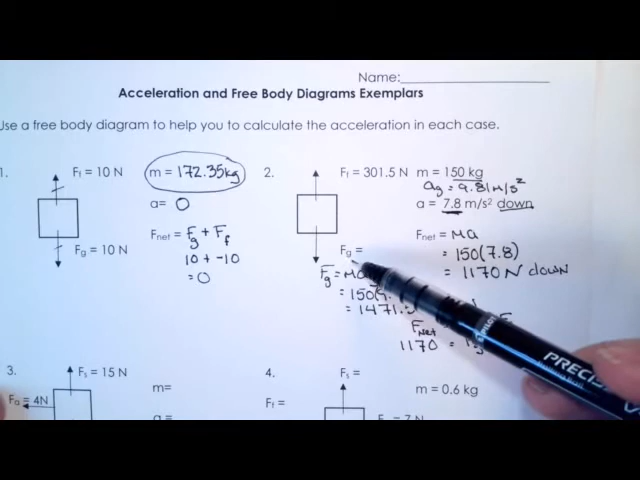 Name:
Acceleration and Free Body Diagrams Exemplars
Use a free body diagram to help you to calculate the acceleration in each case.
1.
Ff = 10 N
m = 172.35kg
a= 0
Fnet = Fg + Ff
Fg = 10 N
10 + -10
= 0
2.
Ff = 301.5 N
m = 150 kg
ag = 9.81 m/s²
a = 7.8 m/s² down
Fg =
Fnet = ma
= 150(7.8)
= 1170 N down
Fg = m
= 150(
= 1471.5
Fnet
1170 =
3.
Fs = 15 N
m=
Fa = 4N
a=
4.
Fs =
m = 0.6 kg
Ff =
= 7 N
PILOT
PRECISE